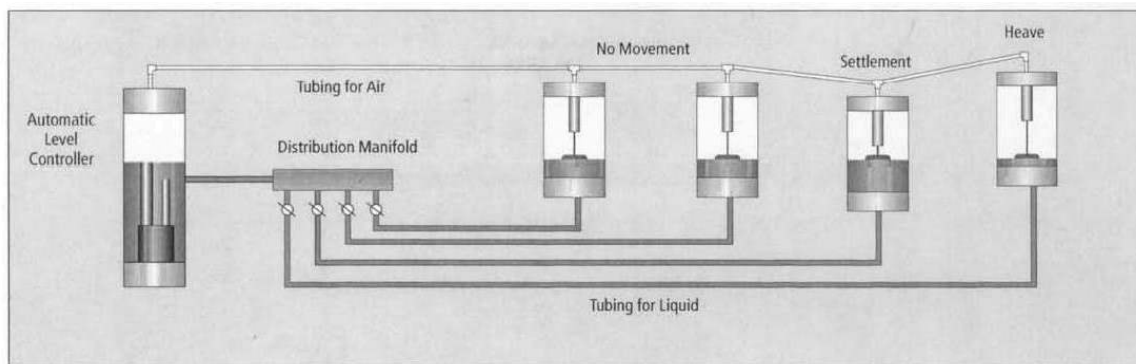 Heave
No Movement
Settlement
Tubing for Air
Automatic
Level
Controller
Distribution Manifold
Tubing for Liquid